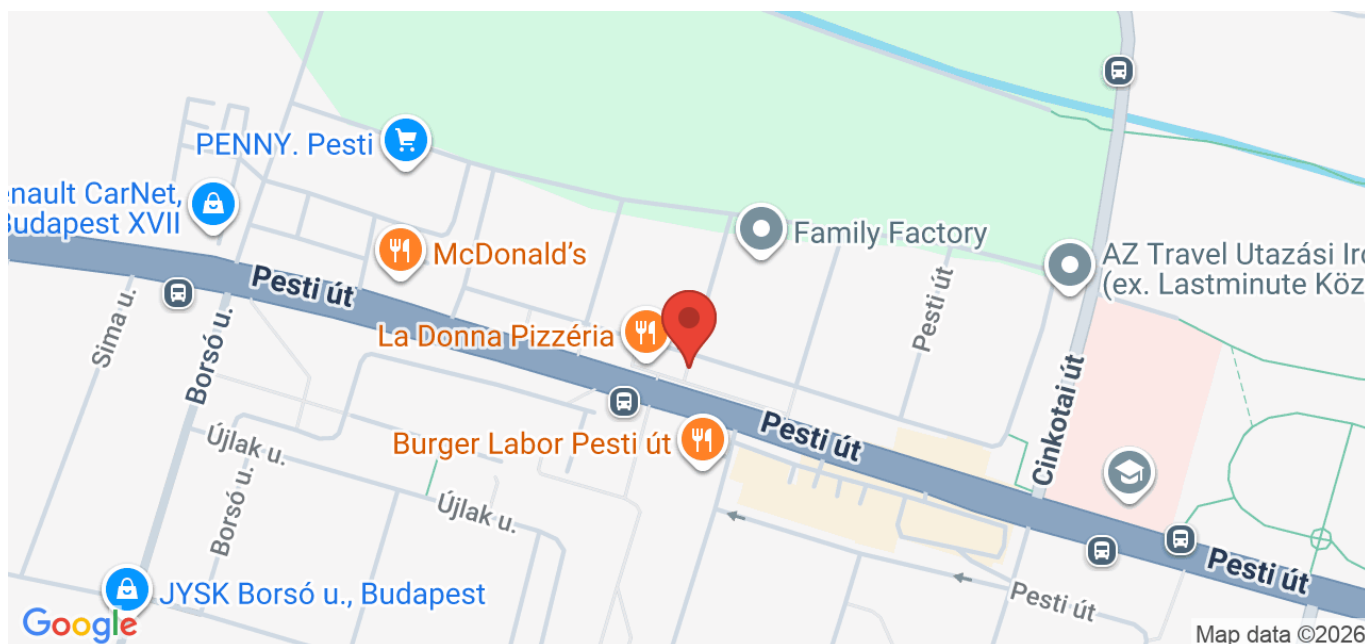 PENNY. Pesti
enault CarNet,
Budapest XVII
McDonald's
Family Factory
AZ Travel Utazási Iro
(ex. Lastminute Köz
Pesti út
Sima u.
Borsó u.
La Donna Pizzéria
Pesti út
Cinkotai út
Burger Labor Pesti út
Pesti út
Újlak u.
Borsó u.
Újlak u.
Pesti út
Pesti út
JYSK Borsó u., Budapest
Google
Map data ©2026